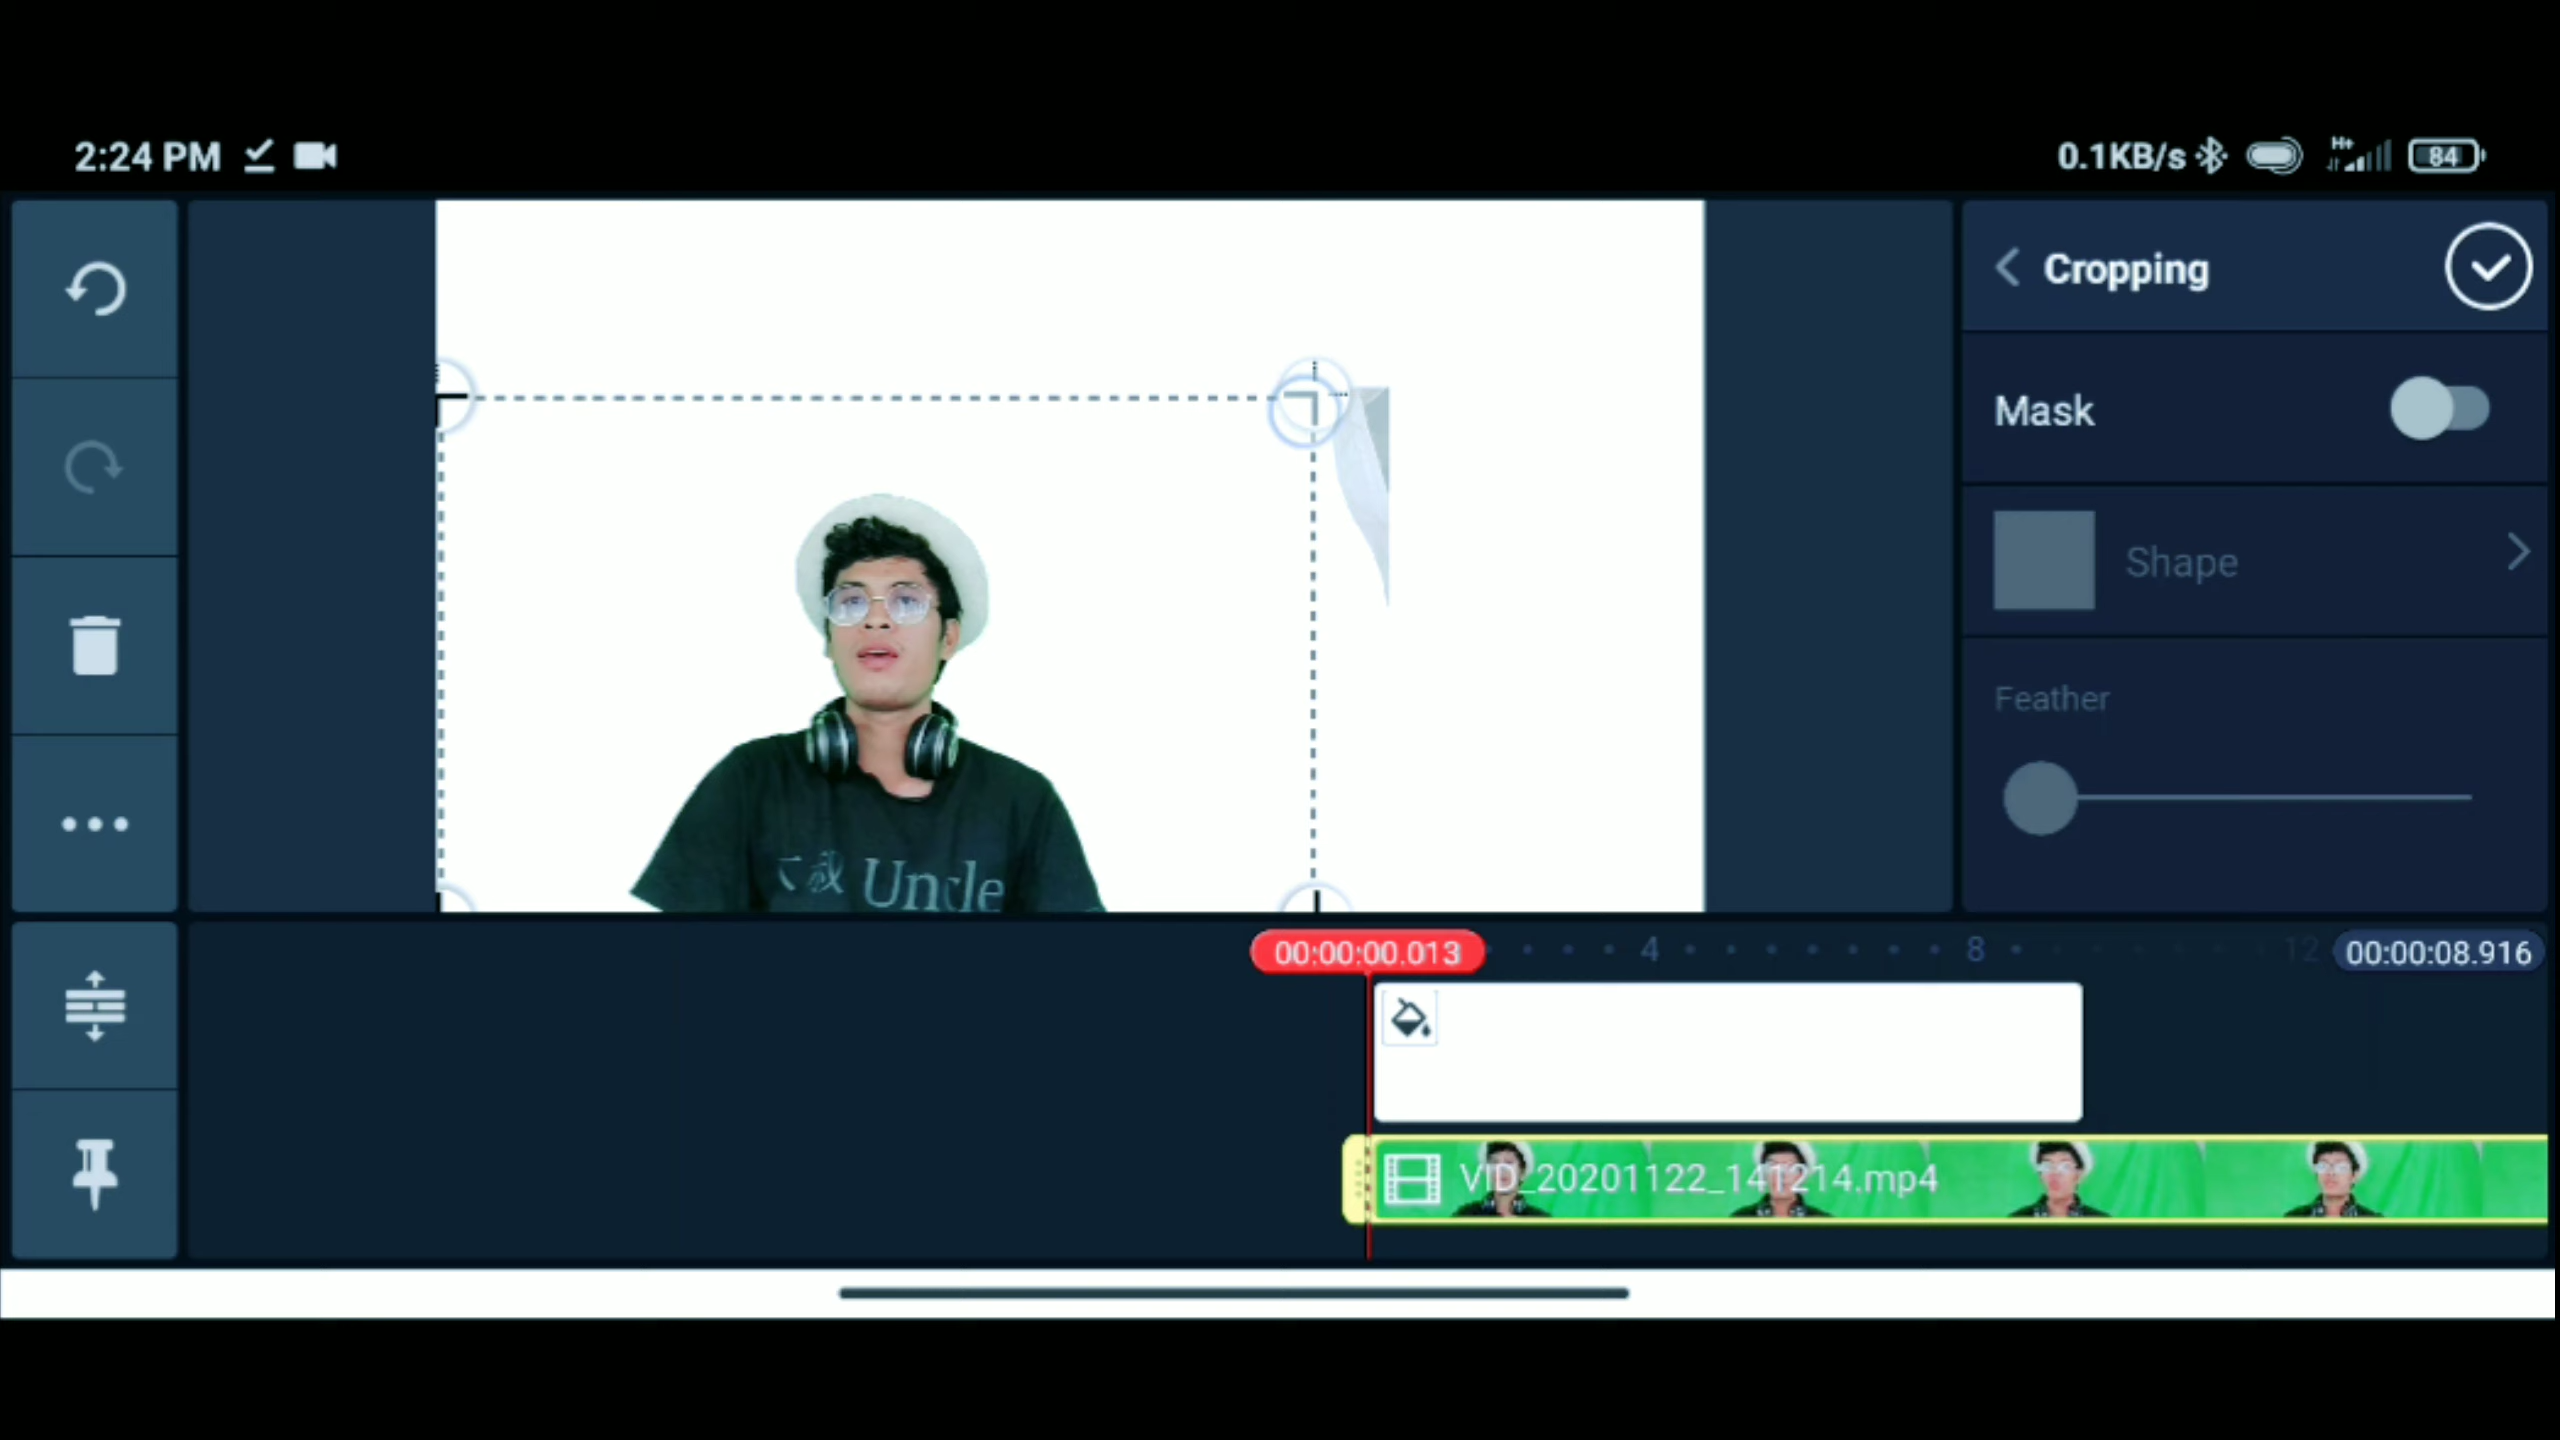 2:24 PM
0.1KB/s
H+
84
Cropping
Mask
Shape
Feather
Uncle
00:00:00.013
4
8
12
00:00:08.916
VID_20201122_141214.mp4